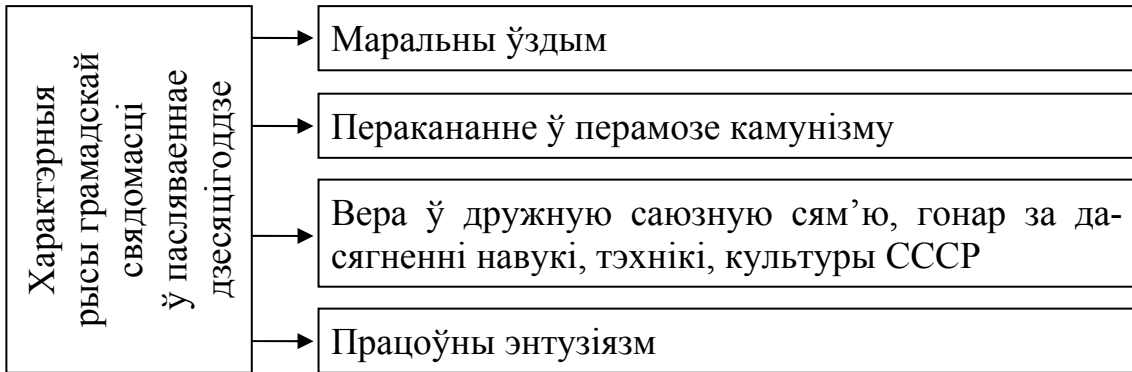 Характэрныя
рысы грамадскай
свядомасці
ў пасляваеннае
дзесяцігоддзе
Маральны ўздым
Перакананне ў перамозе камунізму
Вера ў дружную саюзную сям’ю, гонар за да-
сягненні навукі, тэхнікі, культуры СССР
Працоўны энтузіязм